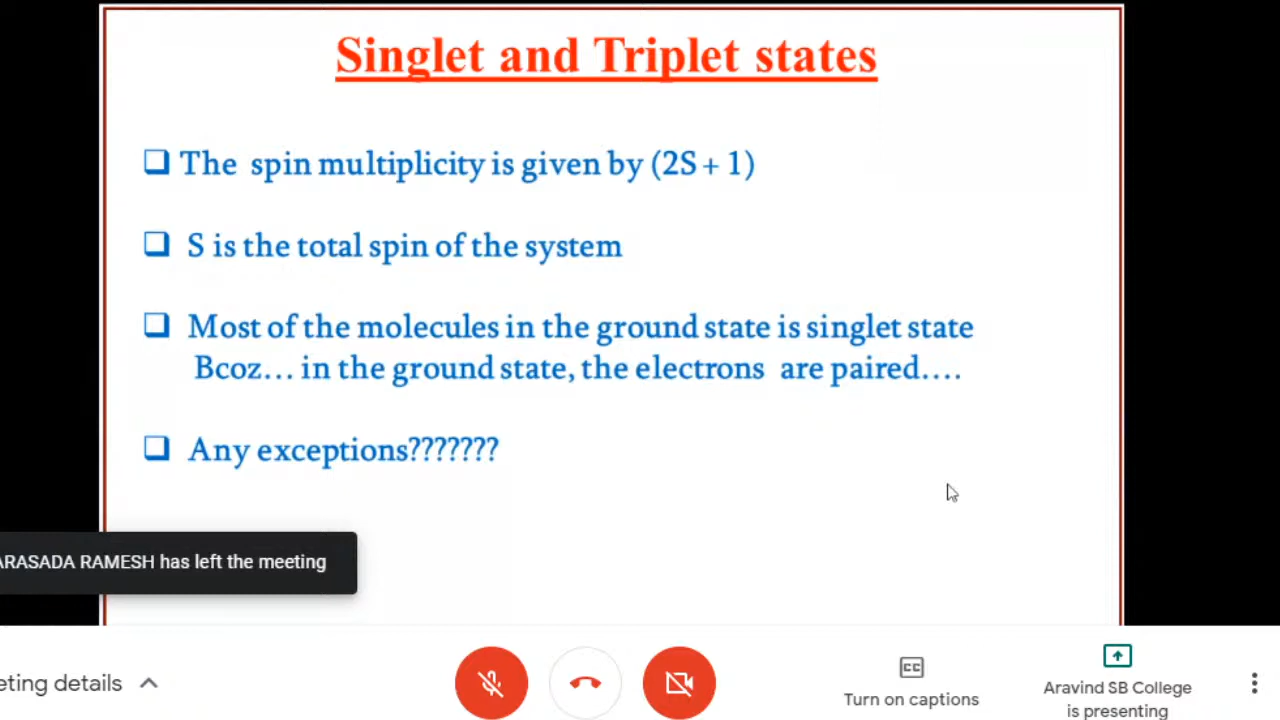 Singlet and Triplet states
The spin multiplicity is given by (2S + 1)
S is the total spin of the system
Most of the molecules in the ground state is singlet state
Bcoz... in the ground state, the electrons are paired....
Any exceptions???????
ARASADA RAMESH has left the meeting
eting details
CC
Turn on captions
Aravind SB College
is presenting